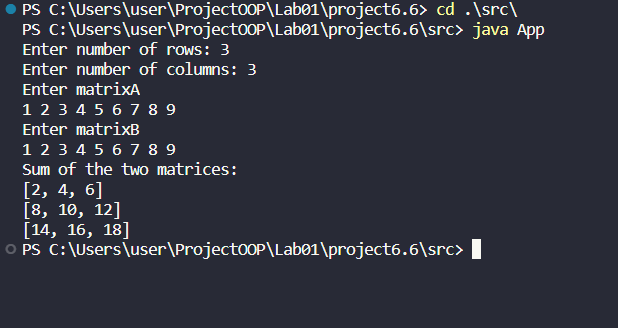 PS C:\Users\user\ProjectOOP\Lab01\project6.6> cd .\src\
PS C:\Users\user\ProjectOOP\Lab01\project6.6\src> java App
Enter number of rows: 3
Enter number of columns: 3
Enter matrixA
1 2 3 4 5 6 7 8 9
Enter matrixB
1 2 3 4 5 6 7 8 9
Sum of the two matrices:
[2, 4, 6]
[8, 10, 12]
[14, 16, 18]
PS C:\Users\user\ProjectOOP\Lab01\project6.6\src>